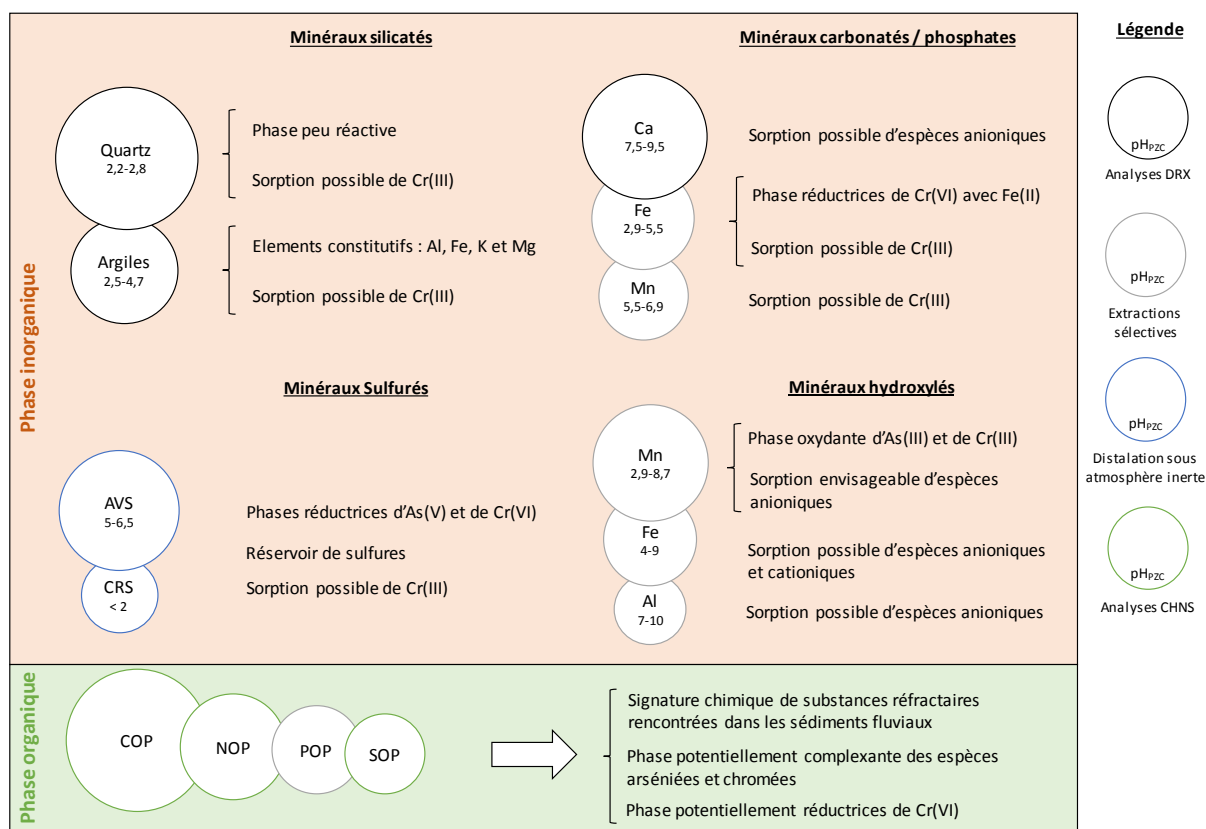 Minéraux silicatés
Quartz
2,2-2,8
Phase peu réactive
Sorption possible de Cr(III)
Argiles
2,5-4,7
Elements constitutifs : Al, Fe, K et Mg
Sorption possible de Cr(III)
Minéraux carbonatés / phosphates
Ca
7,5-9,5
Sorption possible d'espèces anioniques
Fe
2,9-5,5
Phase réductrices de Cr(VI) avec Fe(II)
Sorption possible de Cr(III)
Mn
5,5-6,9
Sorption possible de Cr(III)
Phase inorganique
Minéraux Sulfurés
AVS
5-6,5
CRS
< 2
Phases réductrices d'As(V) et de Cr(VI)
Réservoir de sulfures
Sorption possible de Cr(III)
Minéraux hydroxylés
Mn
2,9-8,7
Phase oxydante d'As(III) et de Cr(III)
Sorption envisageable d'espèces
anioniques
Fe
4-9
Sorption possible d'espèces anioniques
et cationiques
Al
7-10
Sorption possible d'espèces anioniques
Phase organique
COP
NOP
POP
SOP
Signature chimique de substances réfractaires
rencontrées dans les sédiments fluviaux
Phase potentiellement complexante des espèces
arséniées et chromées
Phase potentiellement réductrices de Cr(VI)
Légende
pHPZC
Analyses DRX
pHPZC
Extractions
sélectives
pHPZC
Distalation sous
atmosphère inerte
pHPZC
Analyses CHNS